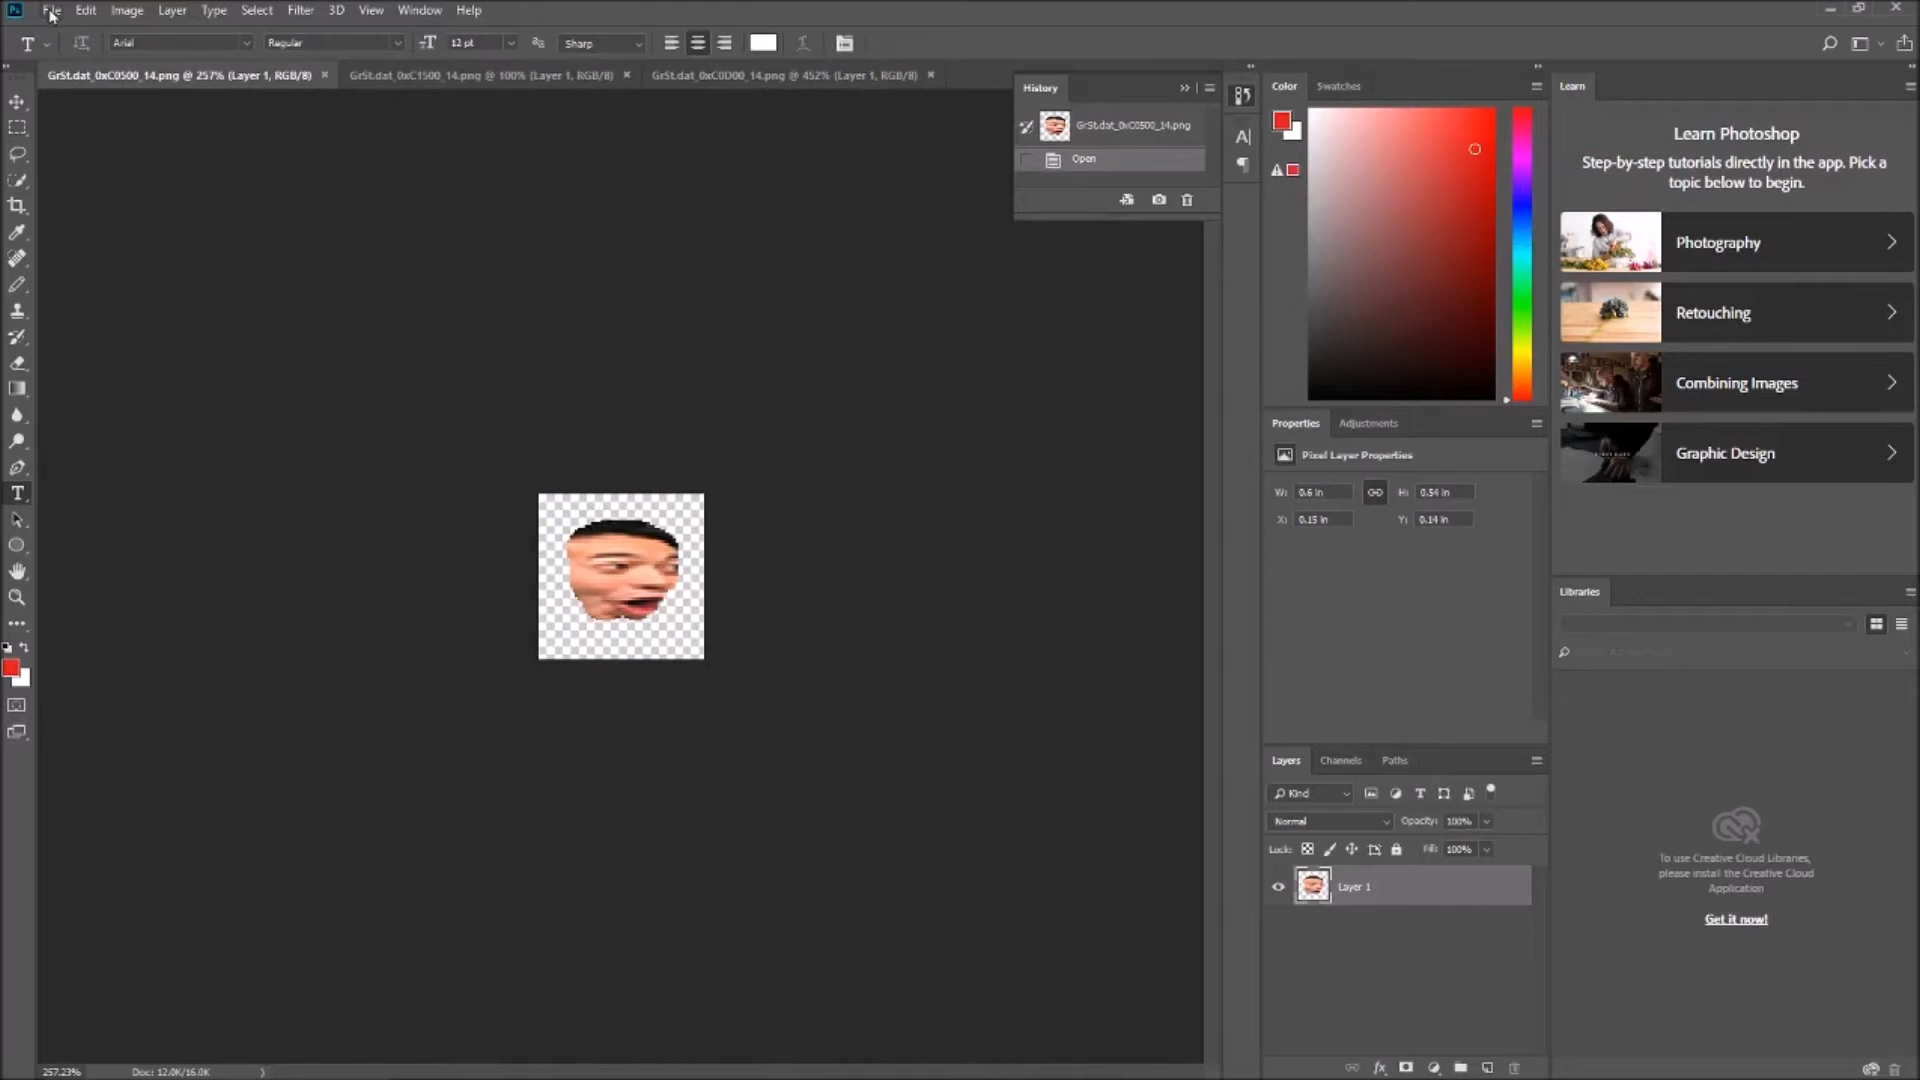 Ps File Edit Image Layer Type Select Filter 3D View Window Help
T Arial Regular 12 pt Sharp
GrSt.dat_0xC0500_14.png @ 257% (Layer 1, RGB/8) × GrSt.dat_0xC1500_14.png @ 100% (Layer 1, RGB/8) × GrSt.dat_0xC0D00_14.png @ 452% (Layer 1, RGB/8) ×
History
GrSt.dat_0xC0500_14.png
Open
Color Swatches
Learn
Learn Photoshop
Step-by-step tutorials directly in the app. Pick a
topic below to begin.
Photography
Retouching
Combining Images
Graphic Design
Properties Adjustments
Pixel Layer Properties
W: 0.6 in H: 0.54 in
X: 0.15 in Y: 0.14 in
Libraries
Layers Channels Paths
Kind
Normal Opacity: 100%
Lock: Fill: 100%
Layer 1
To use Creative Cloud Libraries,
please install the Creative Cloud
Application
Get it now!
257.23% Doc: 12.0K/16.0K